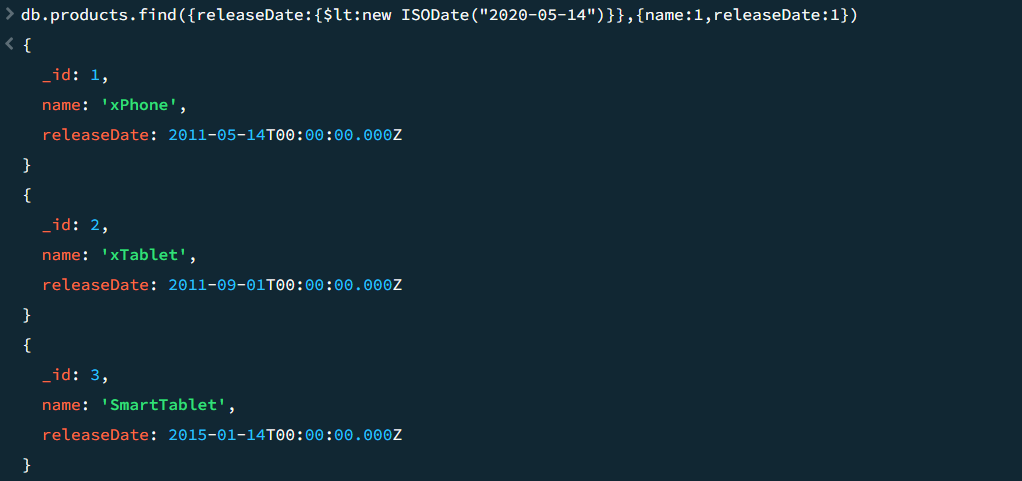 > db.products.find({releaseDate:{$lt:new ISODate("2020-05-14")}},{name:1,releaseDate:1})
< {
_id: 1,
name: 'xPhone',
releaseDate: 2011-05-14T00:00:00.000Z
}
{
_id: 2,
name: 'xTablet',
releaseDate: 2011-09-01T00:00:00.000Z
}
{
_id: 3,
name: 'SmartTablet',
releaseDate: 2015-01-14T00:00:00.000Z
}